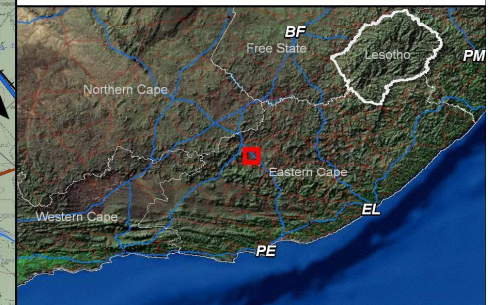 BF
Free State
Lesotho
PM
Northern Cape
Eastern Cape
Western Cape
EL
PE